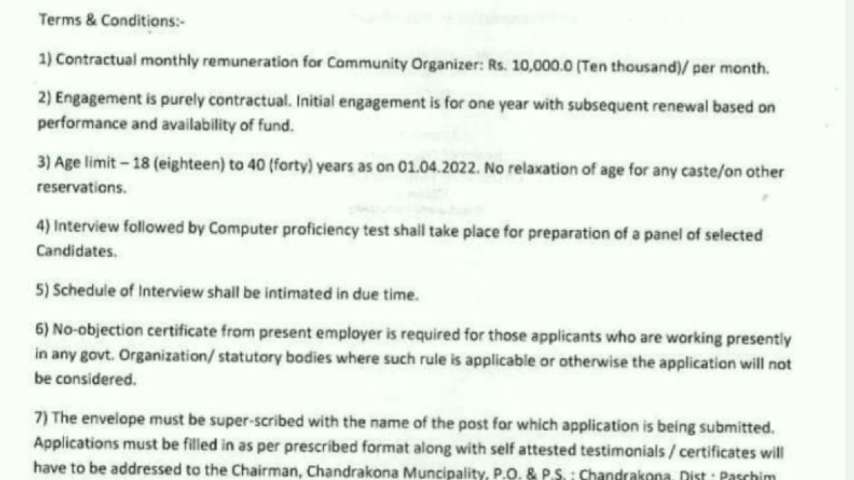 Terms & Conditions:-
1) Contractual monthly remuneration for Community Organizer: Rs. 10,000.0 (Ten thousand)/ per month.
2) Engagement is purely contractual. Initial engagement is for one year with subsequent renewal based on
performance and availability of fund.
3) Age limit – 18 (eighteen) to 40 (forty) years as on 01.04.2022. No relaxation of age for any caste/on other
reservations.
4) Interview followed by Computer proficiency test shall take place for preparation of a panel of selected
Candidates.
5) Schedule of Interview shall be intimated in due time.
6) No-objection certificate from present employer is required for those applicants who are working presently
in any govt. Organization/ statutory bodies where such rule is applicable or otherwise the application will not
be considered.
7) The envelope must be super-scribed with the name of the post for which application is being submitted.
Applications must be filled in as per prescribed format along with self attested testimonials / certificates will
have to be addressed to the Chairman, Chandrakona Muncipality, P.O. & P.S. : Chandrakona, Dist : Paschim